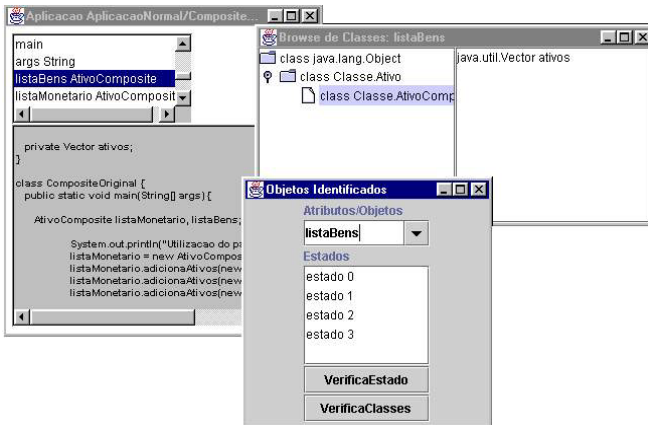 Aplicacao AplicacaoNormal/Composite...
main
args String
listaBens AtivoComposite
listaMonetario AtivoComposit
private Vector ativos;
}
class CompositeOriginal {
public static void main(String[] args) {
AtivoComposite listaMonetario, listaBens;
System.out.println("Utilizacao do pa
listaMonetario = new AtivoCompos
listaMonetario.adicionaAtivos(new
listaMonetario.adicionaAtivos(new
listaMonetario.adicionaAtivos(new
Browse de Classes: listaBens
class java.lang.Object
class Classe.Ativo
class Classe.AtivoComp
java.util.Vector ativos
Objetos Identificados
Atributos/Objetos
listaBens
Estados
estado 0
estado 1
estado 2
estado 3
VerificaEstado
VerificaClasses